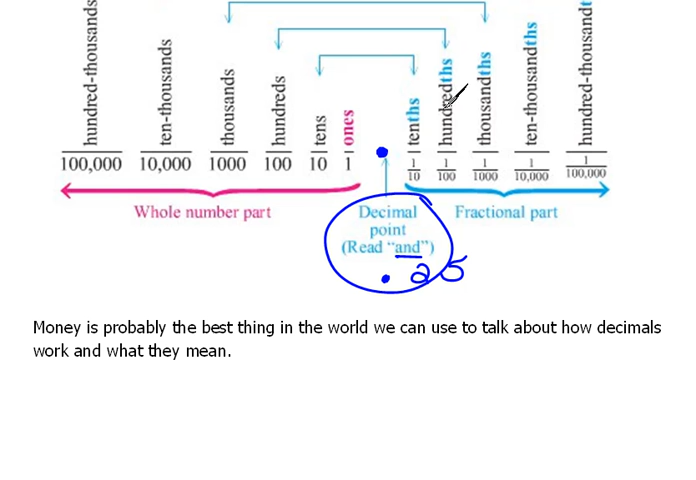 hundred-thousands ten-thousands thousands hundreds tens ones tenths hundredths thousandths ten-thousandths hundred-thousandt
100,000 10,000 1000 100 10 1 1/10 1/100 1/1000 1/10,000 1/100,000
Whole number part Decimal point (Read “and”) Fractional part
. 25
Money is probably the best thing in the world we can use to talk about how decimals
work and what they mean.